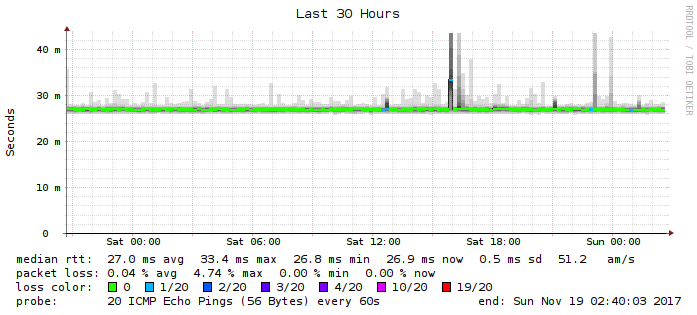 Last 30 Hours
RRDTOOL / TOBI OETIKER
Seconds
40 m
30 m
20 m
10 m
0
Sat 00:00 Sat 06:00 Sat 12:00 Sat 18:00 Sun 00:00
median rtt: 27.0 ms avg 33.4 ms max 26.8 ms min 26.9 ms now 0.5 ms sd 51.2 am/s
packet loss: 0.04 % avg 4.74 % max 0.00 % min 0.00 % now
loss color: 0 1/20 2/20 3/20 4/20 10/20 19/20
probe: 20 ICMP Echo Pings (56 Bytes) every 60s end: Sun Nov 19 02:40:03 2017